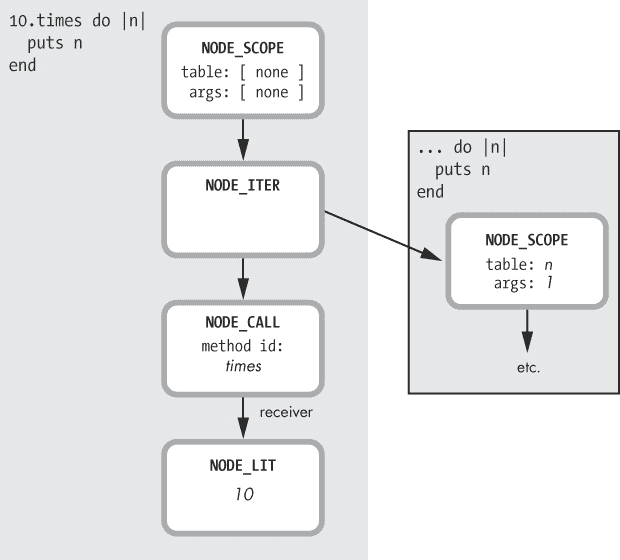 10.times do |n|
  puts n
end
NODE_SCOPE
table: [ none ]
args: [ none ]
NODE_ITER
NODE_CALL
method id:
times
receiver
NODE_LIT
10
... do |n|
  puts n
end
NODE_SCOPE
table: n
args: 1
etc.